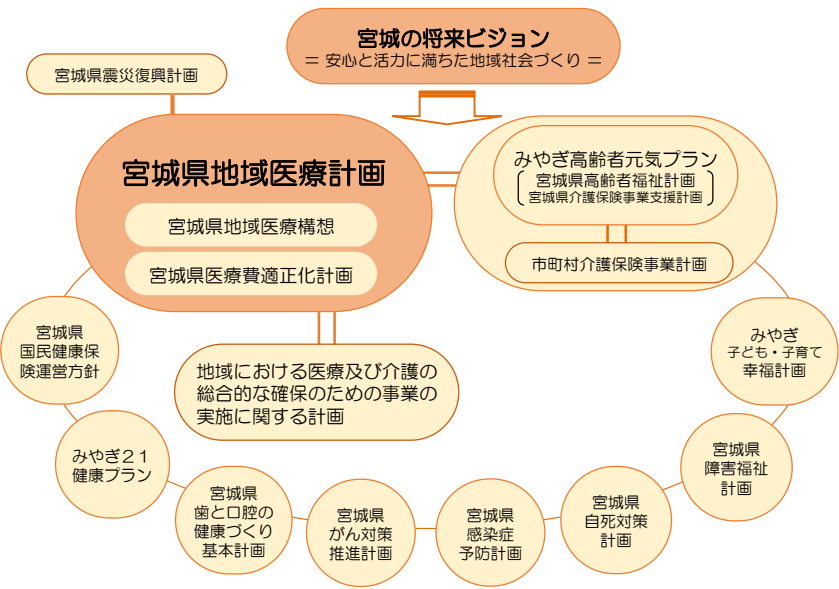 宮城の将来ビジョン
＝ 安心と活力に満ちた地域社会づくり ＝
宮城県震災復興計画
宮城県地域医療計画
宮城県地域医療構想
宮城県医療費適正化計画
みやぎ高齢者元気プラン
宮城県高齢者福祉計画
宮城県介護保険事業支援計画
市町村介護保険事業計画
地域における医療及び介護の
総合的な確保のための事業の
実施に関する計画
宮城県
国民健康保
険運営方針
みやぎ２１
健康プラン
宮城県
歯と口腔の
健康づくり
基本計画
宮城県
がん対策
推進計画
宮城県
感染症
予防計画
宮城県
自死対策
計画
宮城県
障害福祉
計画
みやぎ
子ども・子育て
幸福計画